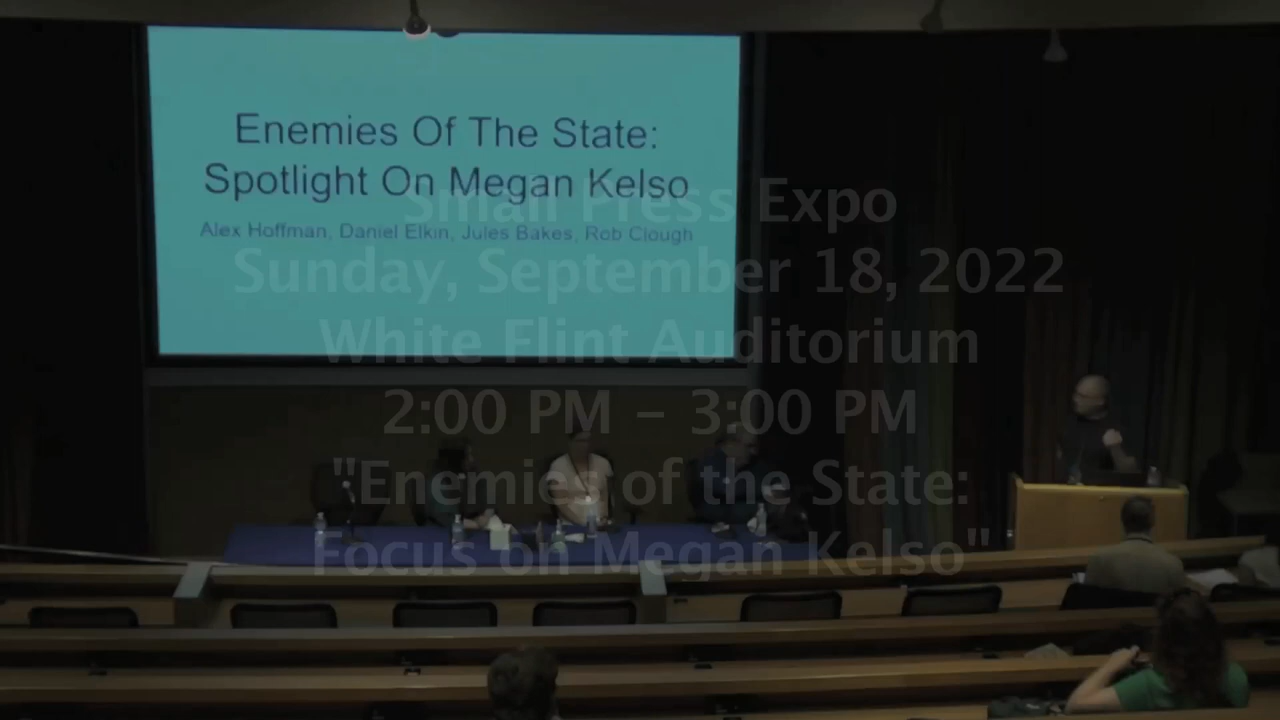 Enemies Of The State:
Spotlight On Megan Kelso
Alex Hoffman, Daniel Elkin, Jules Bakes, Rob Clough
Small Press Expo
Sunday, September 18, 2022
White Flint Auditorium
2:00 PM – 3:00 PM
"Enemies of the State:
Focus on Megan Kelso"